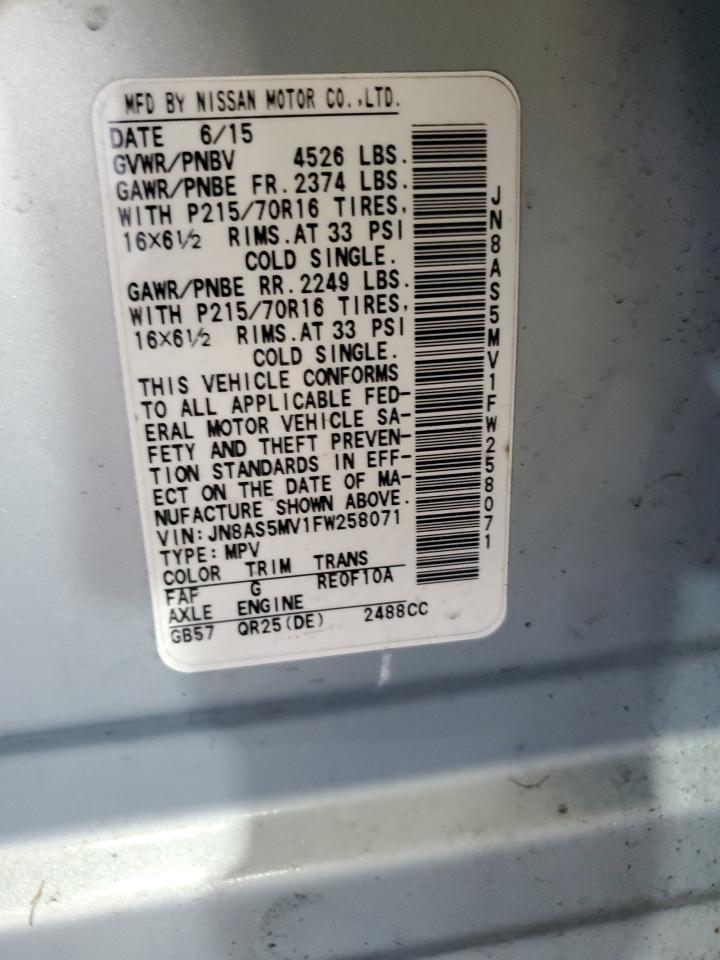 MFD BY NISSAN MOTOR CO.,LTD.
DATE 6/15
GVWR/PNBV 4526 LBS.
GAWR/PNBE FR. 2374 LBS.
WITH P215/70R16 TIRES,
16×6½ RIMS. AT 33 PSI
COLD SINGLE.
GAWR/PNBE RR. 2249 LBS.
WITH P215/70R16 TIRES,
16×6½ RIMS. AT 33 PSI
COLD SINGLE.
THIS VEHICLE CONFORMS
TO ALL APPLICABLE FED-
ERAL MOTOR VEHICLE SA-
FETY AND THEFT PREVEN-
TION STANDARDS IN EFF-
ECT ON THE DATE OF MA-
NUFACTURE SHOWN ABOVE.
VIN: JN8AS5MV1FW258071
TYPE: MPV
COLOR TRIM TRANS
FAF G RE0F10A
AXLE ENGINE
GB57 QR25(DE) 2488CC
JN8AS5MV1FW258071